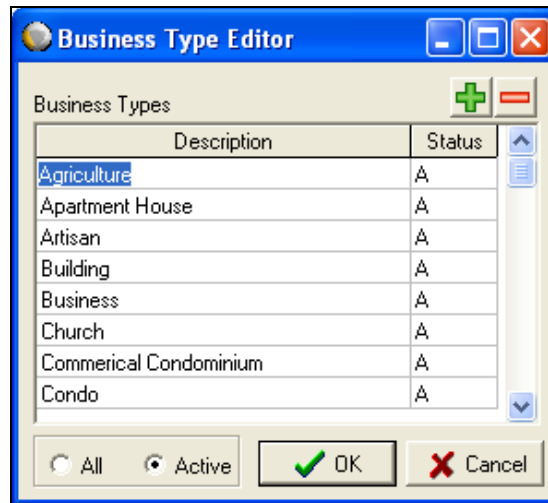 Business Type Editor
Business Types
Description Status
Agriculture A
Apartment House A
Artisan A
Building A
Business A
Church A
Commerical Condominium A
Condo A
All Active OK Cancel